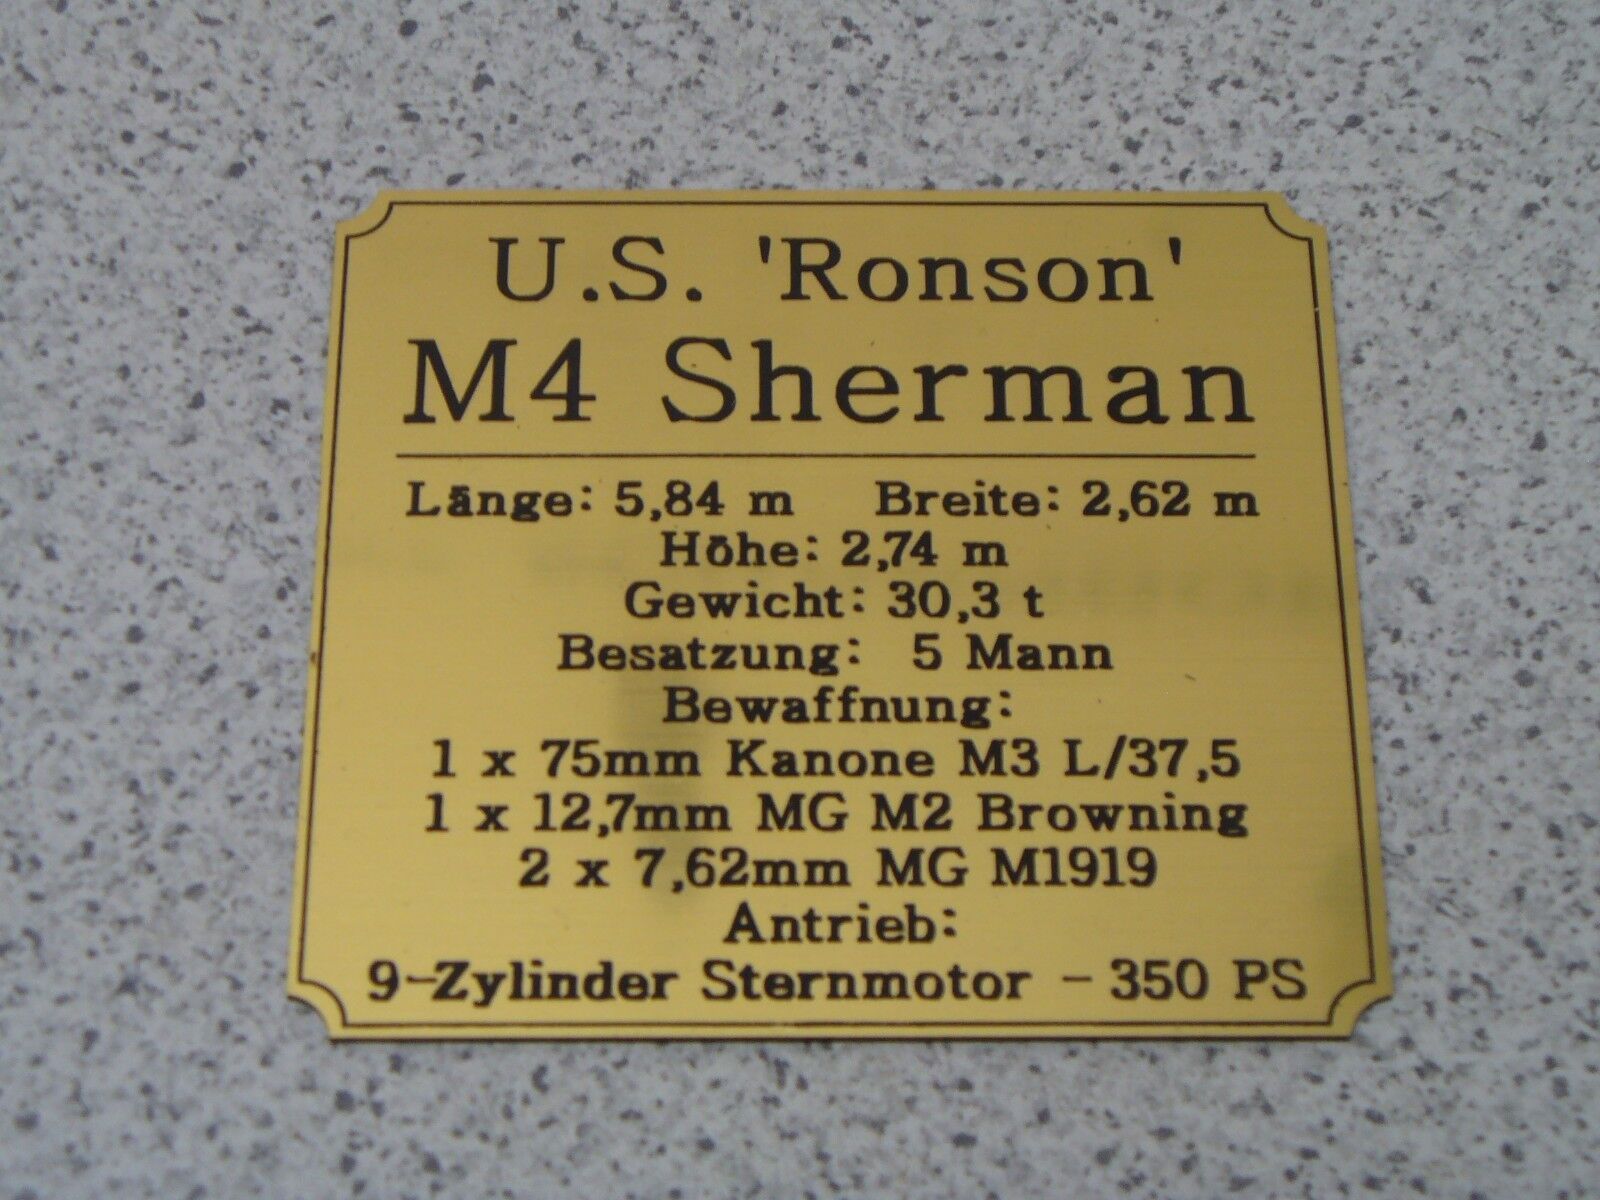 U.S. 'Ronson'
M4 Sherman
Länge: 5,84 m Breite: 2,62 m
Höhe: 2,74 m
Gewicht: 30,3 t
Besatzung: 5 Mann
Bewaffnung:
1 x 75mm Kanone M3 L/37,5
1 x 12,7mm MG M2 Browning
2 x 7,62mm MG M1919
Antrieb:
9-Zylinder Sternmotor - 350 PS